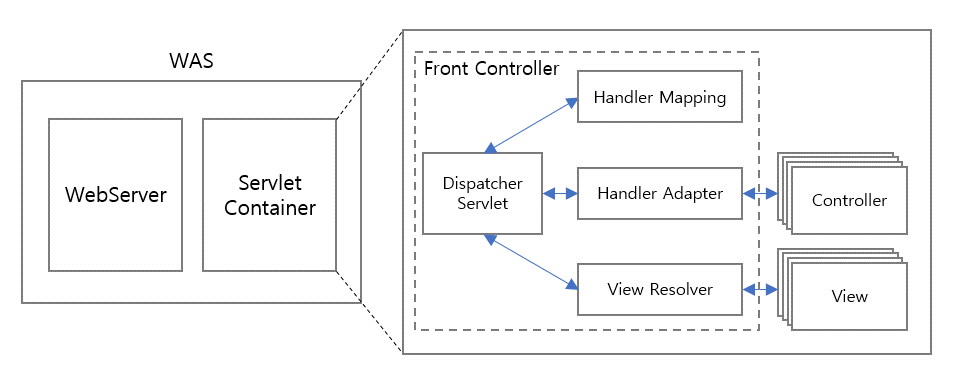 WAS
WebServer
Servlet
Container
Front Controller
Handler Mapping
Dispatcher
Servlet
Handler Adapter
Controller
View Resolver
View